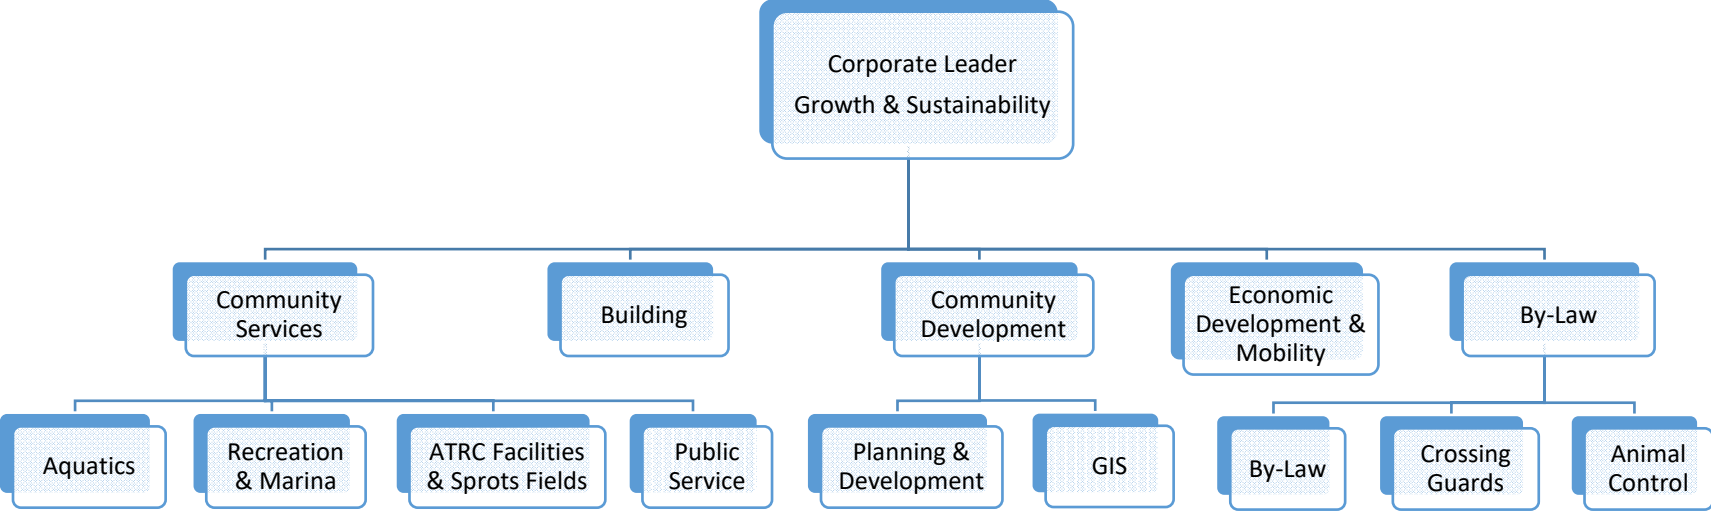 Corporate Leader
Growth & Sustainability
Community
Services
Building
Community
Development
Economic
Development &
Mobility
By-Law
Aquatics
Recreation
& Marina
ATRC Facilities
& Sprots Fields
Public
Service
Planning &
Development
GIS
By-Law
Crossing
Guards
Animal
Control